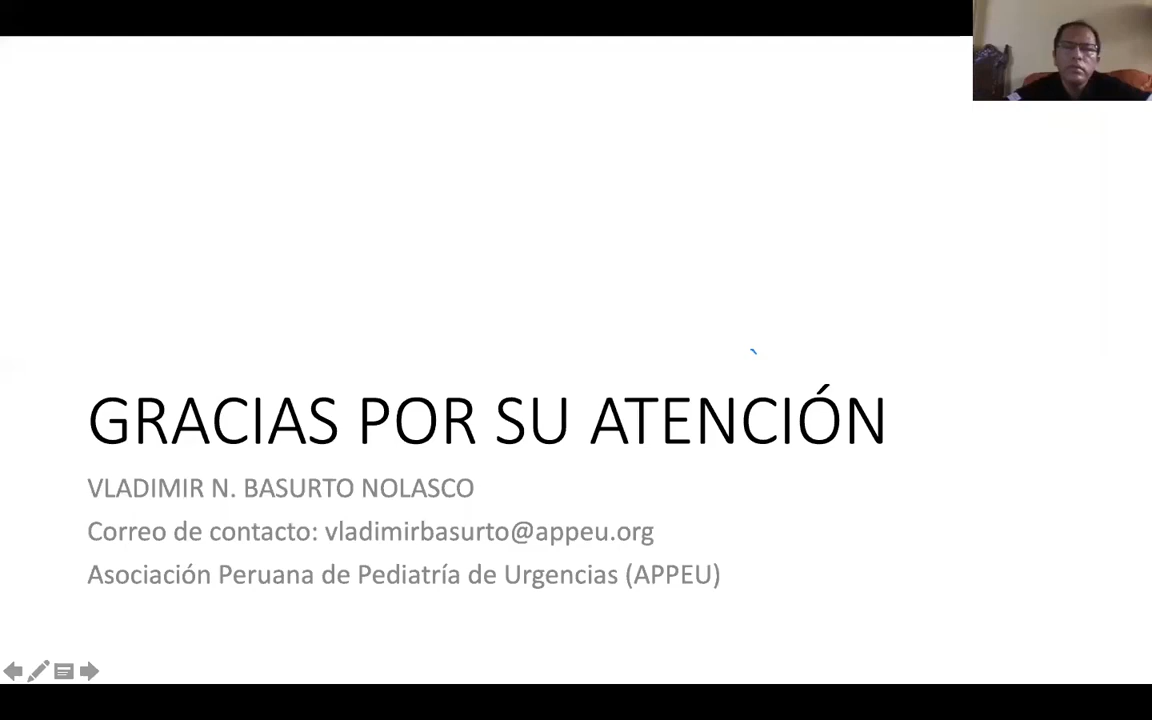 GRACIAS POR SU ATENCIÓN
VLADIMIR N. BASURTO NOLASCO
Correo de contacto: vladimirbasurto@appeu.org
Asociación Peruana de Pediatría de Urgencias (APPEU)